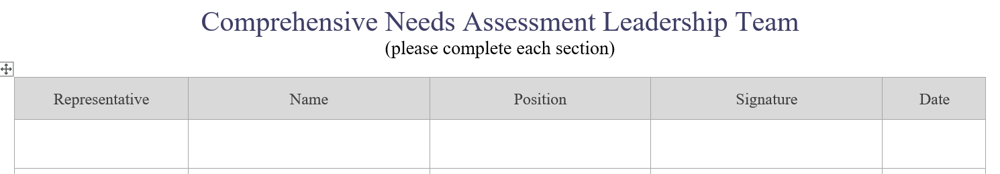 Comprehensive Needs Assessment Leadership Team
(please complete each section)
Representative Name Position Signature Date